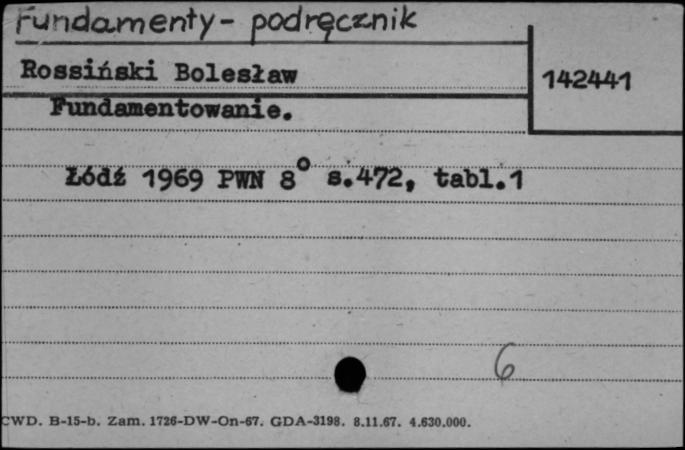 Fundamenty - podręcznik
Rossiński Bolesław
142441
Fundamentowanie.
Łódź 1969 PWN 8° s.472, tabl.1
6
CWD. B-15-b. Zam. 1726-DW-On-67. GDA-3198. 8.11.67. 4.630.000.